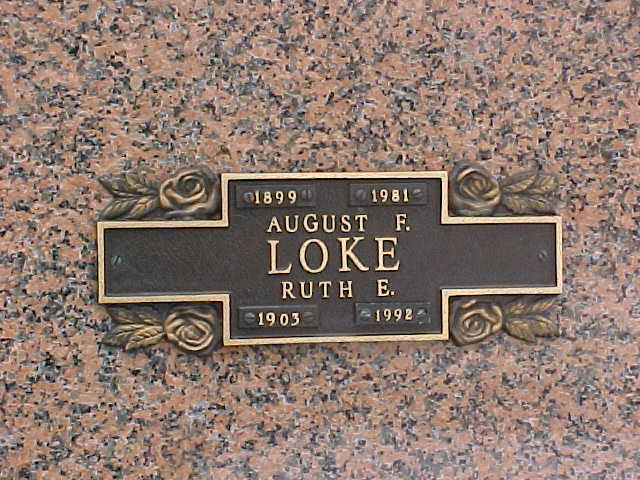 1899 1981
AUGUST F.
LOKE
RUTH E.
1903 1992